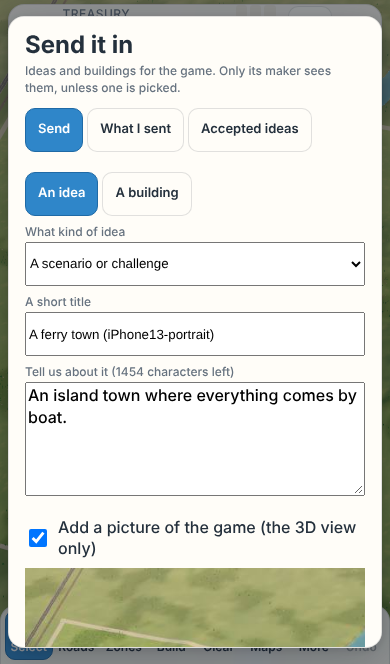 TREASURY
Send it in
Ideas and buildings for the game. Only its maker sees
them, unless one is picked.
Send
What I sent
Accepted ideas
An idea
A building
What kind of idea
A scenario or challenge
A short title
A ferry town (iPhone13-portrait)
Tell us about it (1454 characters left)
An island town where everything comes by
boat.
Add a picture of the game (the 3D view
only)
Select Roads Zones Build Clear Maps More Undo